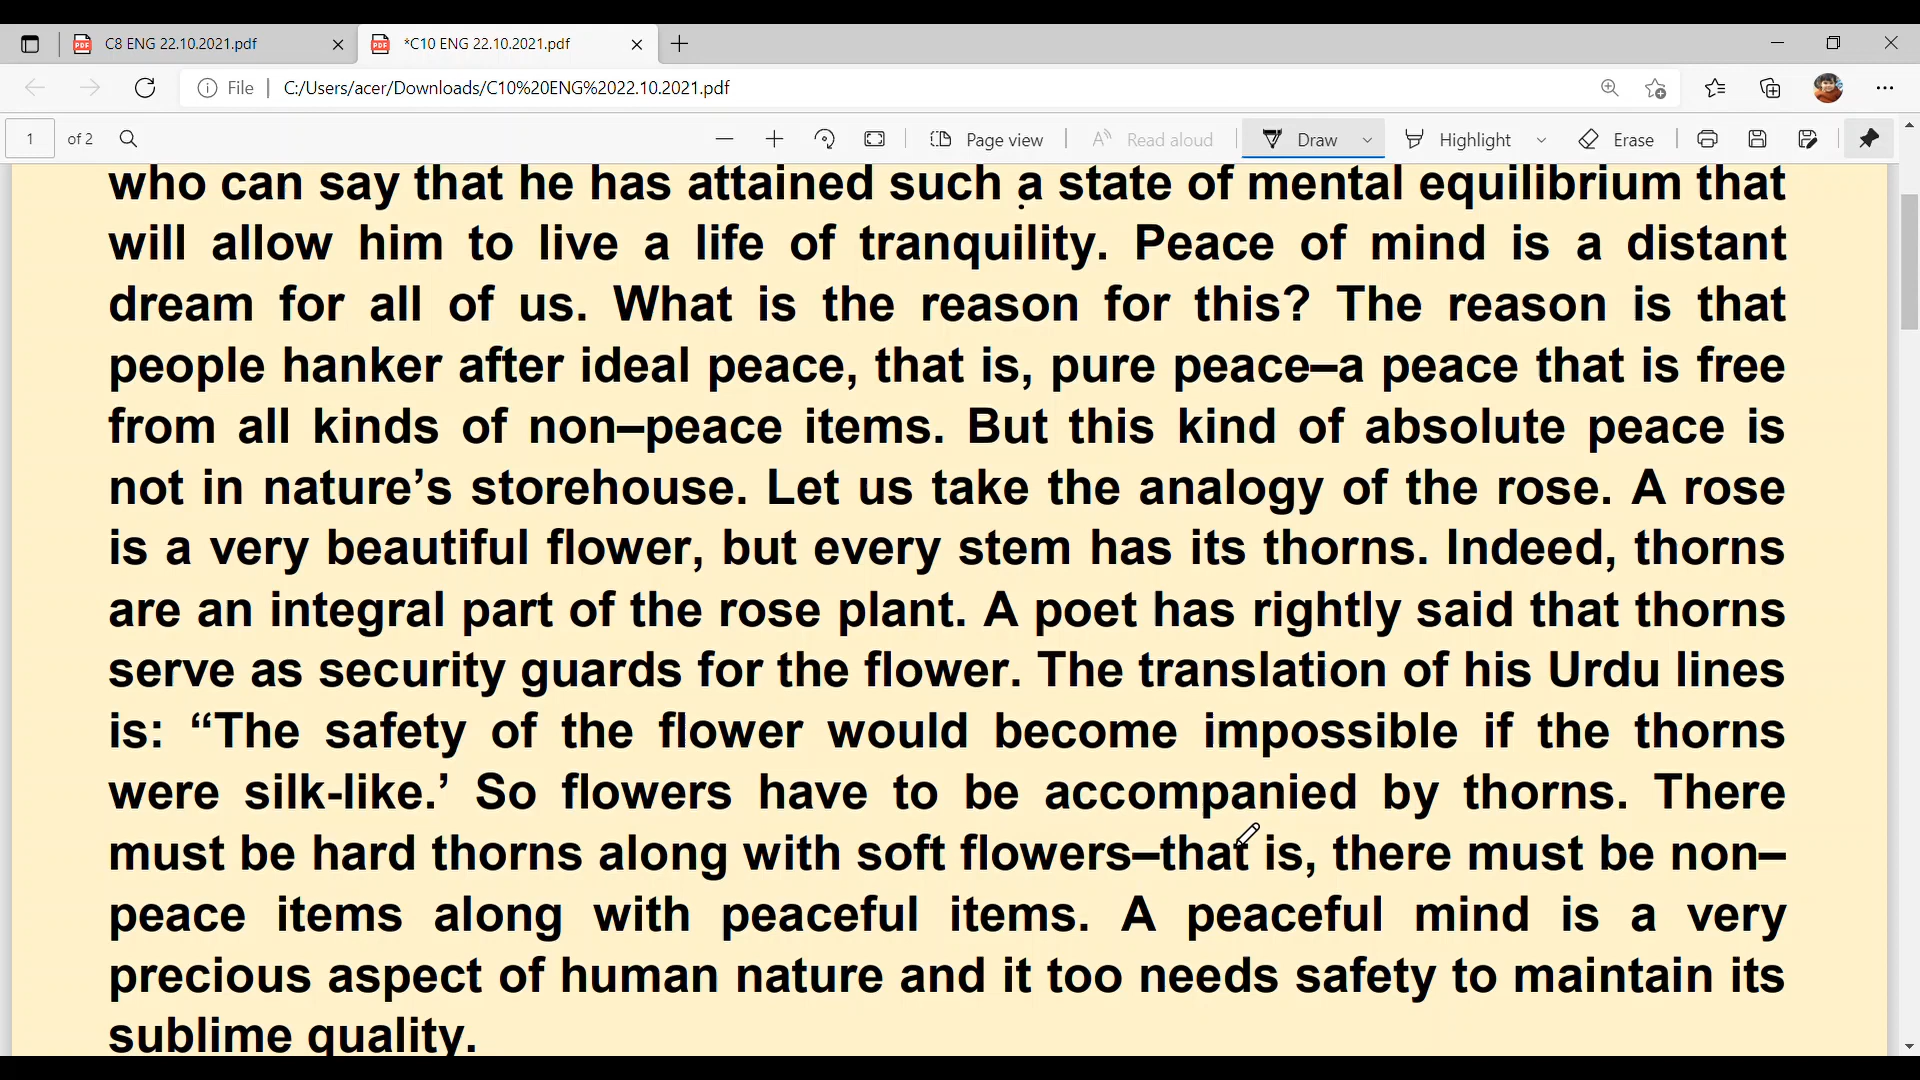 C8 ENG 22.10.2021.pdf
*C10 ENG 22.10.2021.pdf
File
C:/Users/acer/Downloads/C10%20ENG%2022.10.2021.pdf
1 of 2
Page view
Read aloud
Draw
Highlight
Erase
who can say that he has attained such a state of mental equilibrium that
will allow him to live a life of tranquility. Peace of mind is a distant
dream for all of us. What is the reason for this? The reason is that
people hanker after ideal peace, that is, pure peace–a peace that is free
from all kinds of non–peace items. But this kind of absolute peace is
not in nature’s storehouse. Let us take the analogy of the rose. A rose
is a very beautiful flower, but every stem has its thorns. Indeed, thorns
are an integral part of the rose plant. A poet has rightly said that thorns
serve as security guards for the flower. The translation of his Urdu lines
is: “The safety of the flower would become impossible if the thorns
were silk-like.’ So flowers have to be accompanied by thorns. There
must be hard thorns along with soft flowers–that is, there must be non–
peace items along with peaceful items. A peaceful mind is a very
precious aspect of human nature and it too needs safety to maintain its
sublime quality.